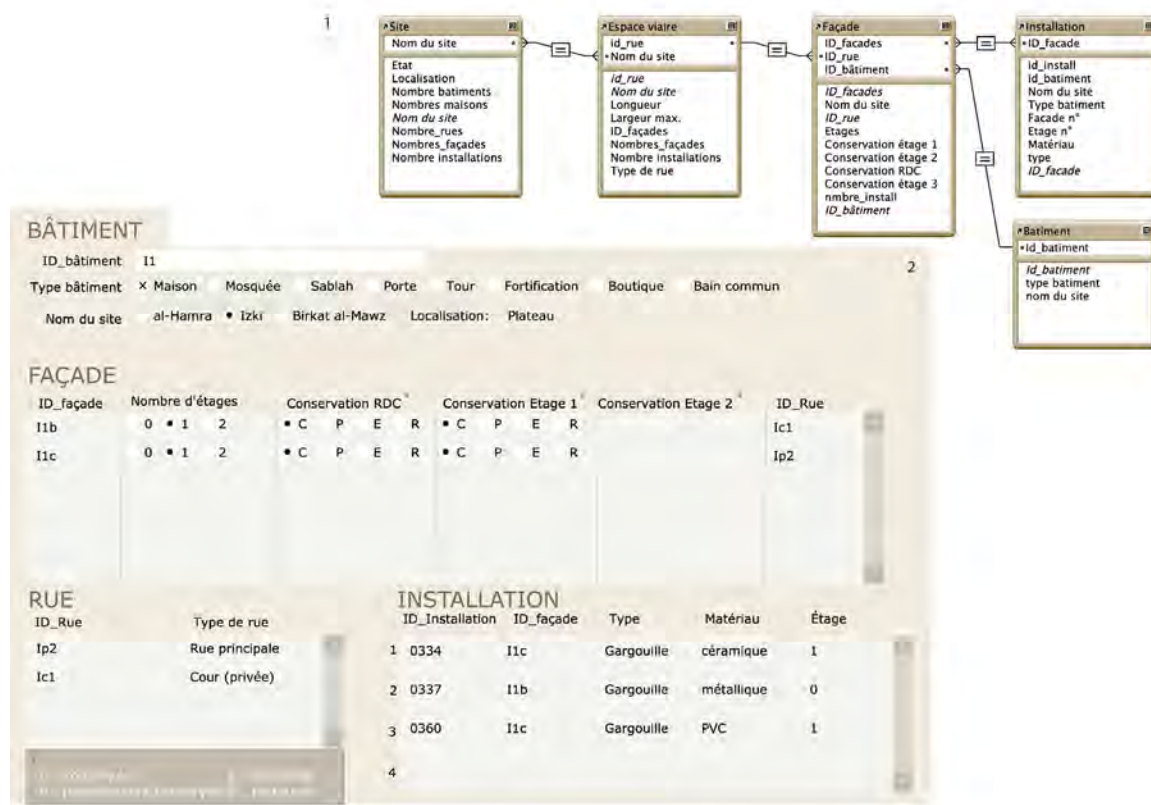 1
Site
Nom du site
Etat
Localisation
Nombre batiments
Nombres maisons
Nom du site
Nombre_rues
Nombres_façades
Nombre installations
Espace viaire
id_rue
Nom du site
id_rue
Nom du site
Longueur
Largeur max.
ID_façades
Nombres_façades
Nombre installations
Type de rue
Façade
ID_facades
ID_rue
ID_bâtiment
ID_facades
Nom du site
ID_rue
Etages
Conservation étage 1
Conservation étage 2
Conservation RDC
Conservation étage 3
nmbre_install
ID_bâtiment
Installation
ID_facade
id_install
id_batiment
Nom du site
Type batiment
Facade n°
Etage n°
Matériau
type
ID_facade
Batiment
id_batiment
id_batiment
type batiment
nom du site
2
BÂTIMENT
ID_bâtiment I1
Type bâtiment × Maison Mosquée Sablah Porte Tour Fortification Boutique Bain commun
Nom du site al-Hamra • Izki Birkat al-Mawz Localisation: Plateau
FAÇADE
ID_façade Nombre d'étages Conservation RDC Conservation Etage 1 Conservation Etage 2 ID_Rue
I1b 0 • 1 2 • C P E R • C P E R Ic1
I1c 0 • 1 2 • C P E R • C P E R Ip2
RUE
ID_Rue Type de rue
Ip2 Rue principale
Ic1 Cour (privée)
INSTALLATION
ID_Installation ID_façade Type Matériau Étage
1 0334 I1c Gargouille céramique 1
2 0337 I1b Gargouille métallique 0
3 0360 I1c Gargouille PVC 1
4